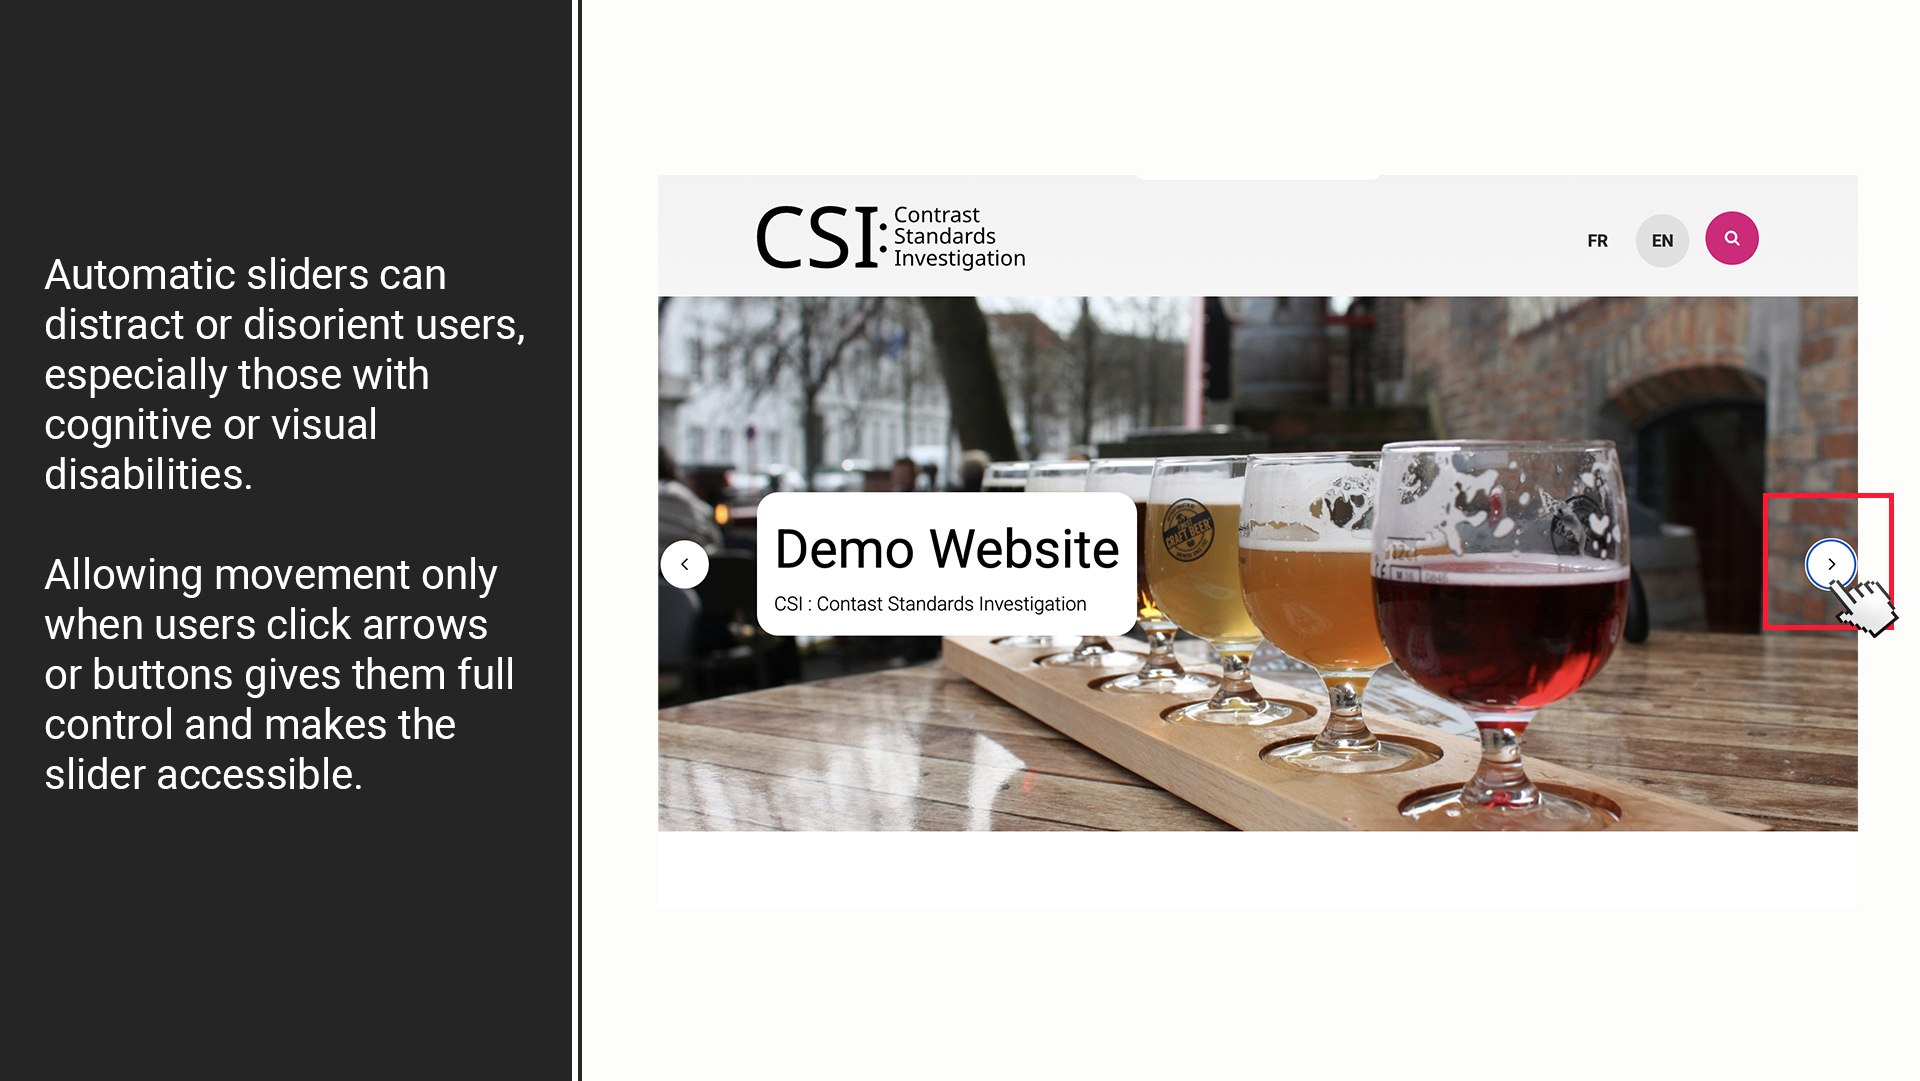 Automatic sliders can
distract or disorient users,
especially those with
cognitive or visual
disabilities.
Allowing movement only
when users click arrows
or buttons gives them full
control and makes the
slider accessible.
CSI:
Contrast
Standards
Investigation
FR
EN
Demo Website
CSI : Contast Standards Investigation
CRAFT BEER